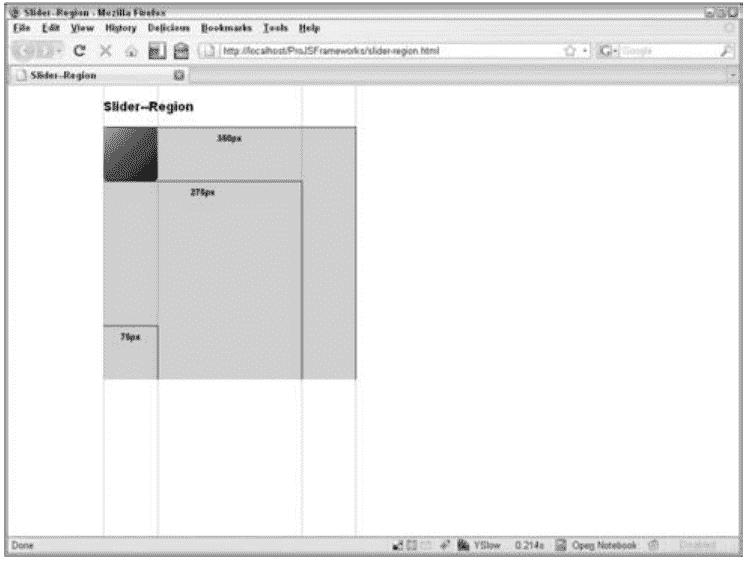 Slider--Region - Mozilla Firefox
File Edit View History Delicious Bookmarks Tools Help
http://localhost/ProJSFrameworks/slider-region.html
Google
Slider--Region
Slider--Region
350px
275px
75px
Done
YSlow 0.214s Open Notebook Disabled